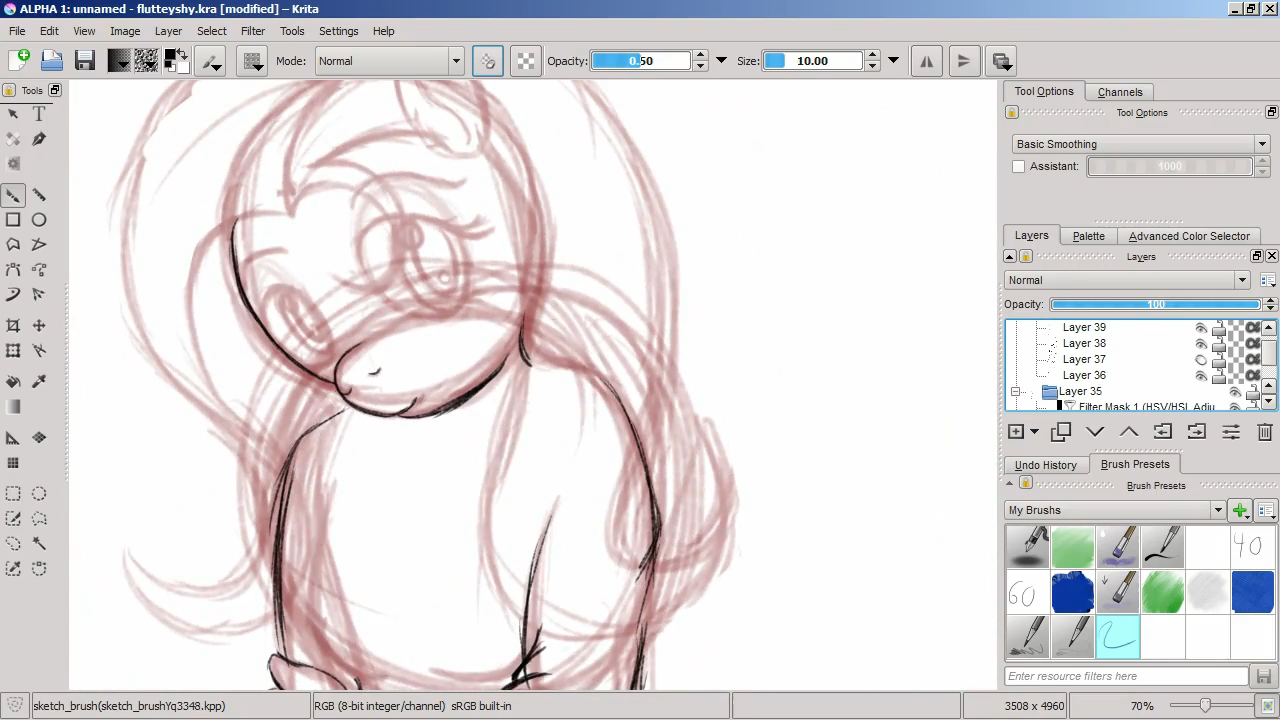 ALPHA 1: unnamed - flutteyshy.kra [modified] – Krita
File Edit View Image Layer Select Filter Tools Settings Help
Mode: Normal Opacity: 0.50 Size: 10.00
Tools
Tool Options Channels
Tool Options
Basic Smoothing
Assistant: 1000
Layers Palette Advanced Color Selector
Layers
Normal
Opacity: 100
Layer 39
Layer 38
Layer 37
Layer 36
Layer 35
Filter Mask 1 (HSV/HSL Adju
Undo History Brush Presets
Brush Presets
My Brushs
40
60
Enter resource filters here
sketch_brush(sketch_brushYq3348.kpp) RGB (8-bit integer/channel) sRGB built-in 3508 x 4960 70%